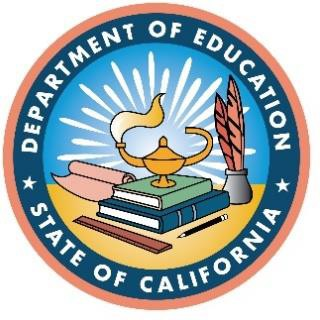 DEPARTMENT OF EDUCATION
STATE OF CALIFORNIA